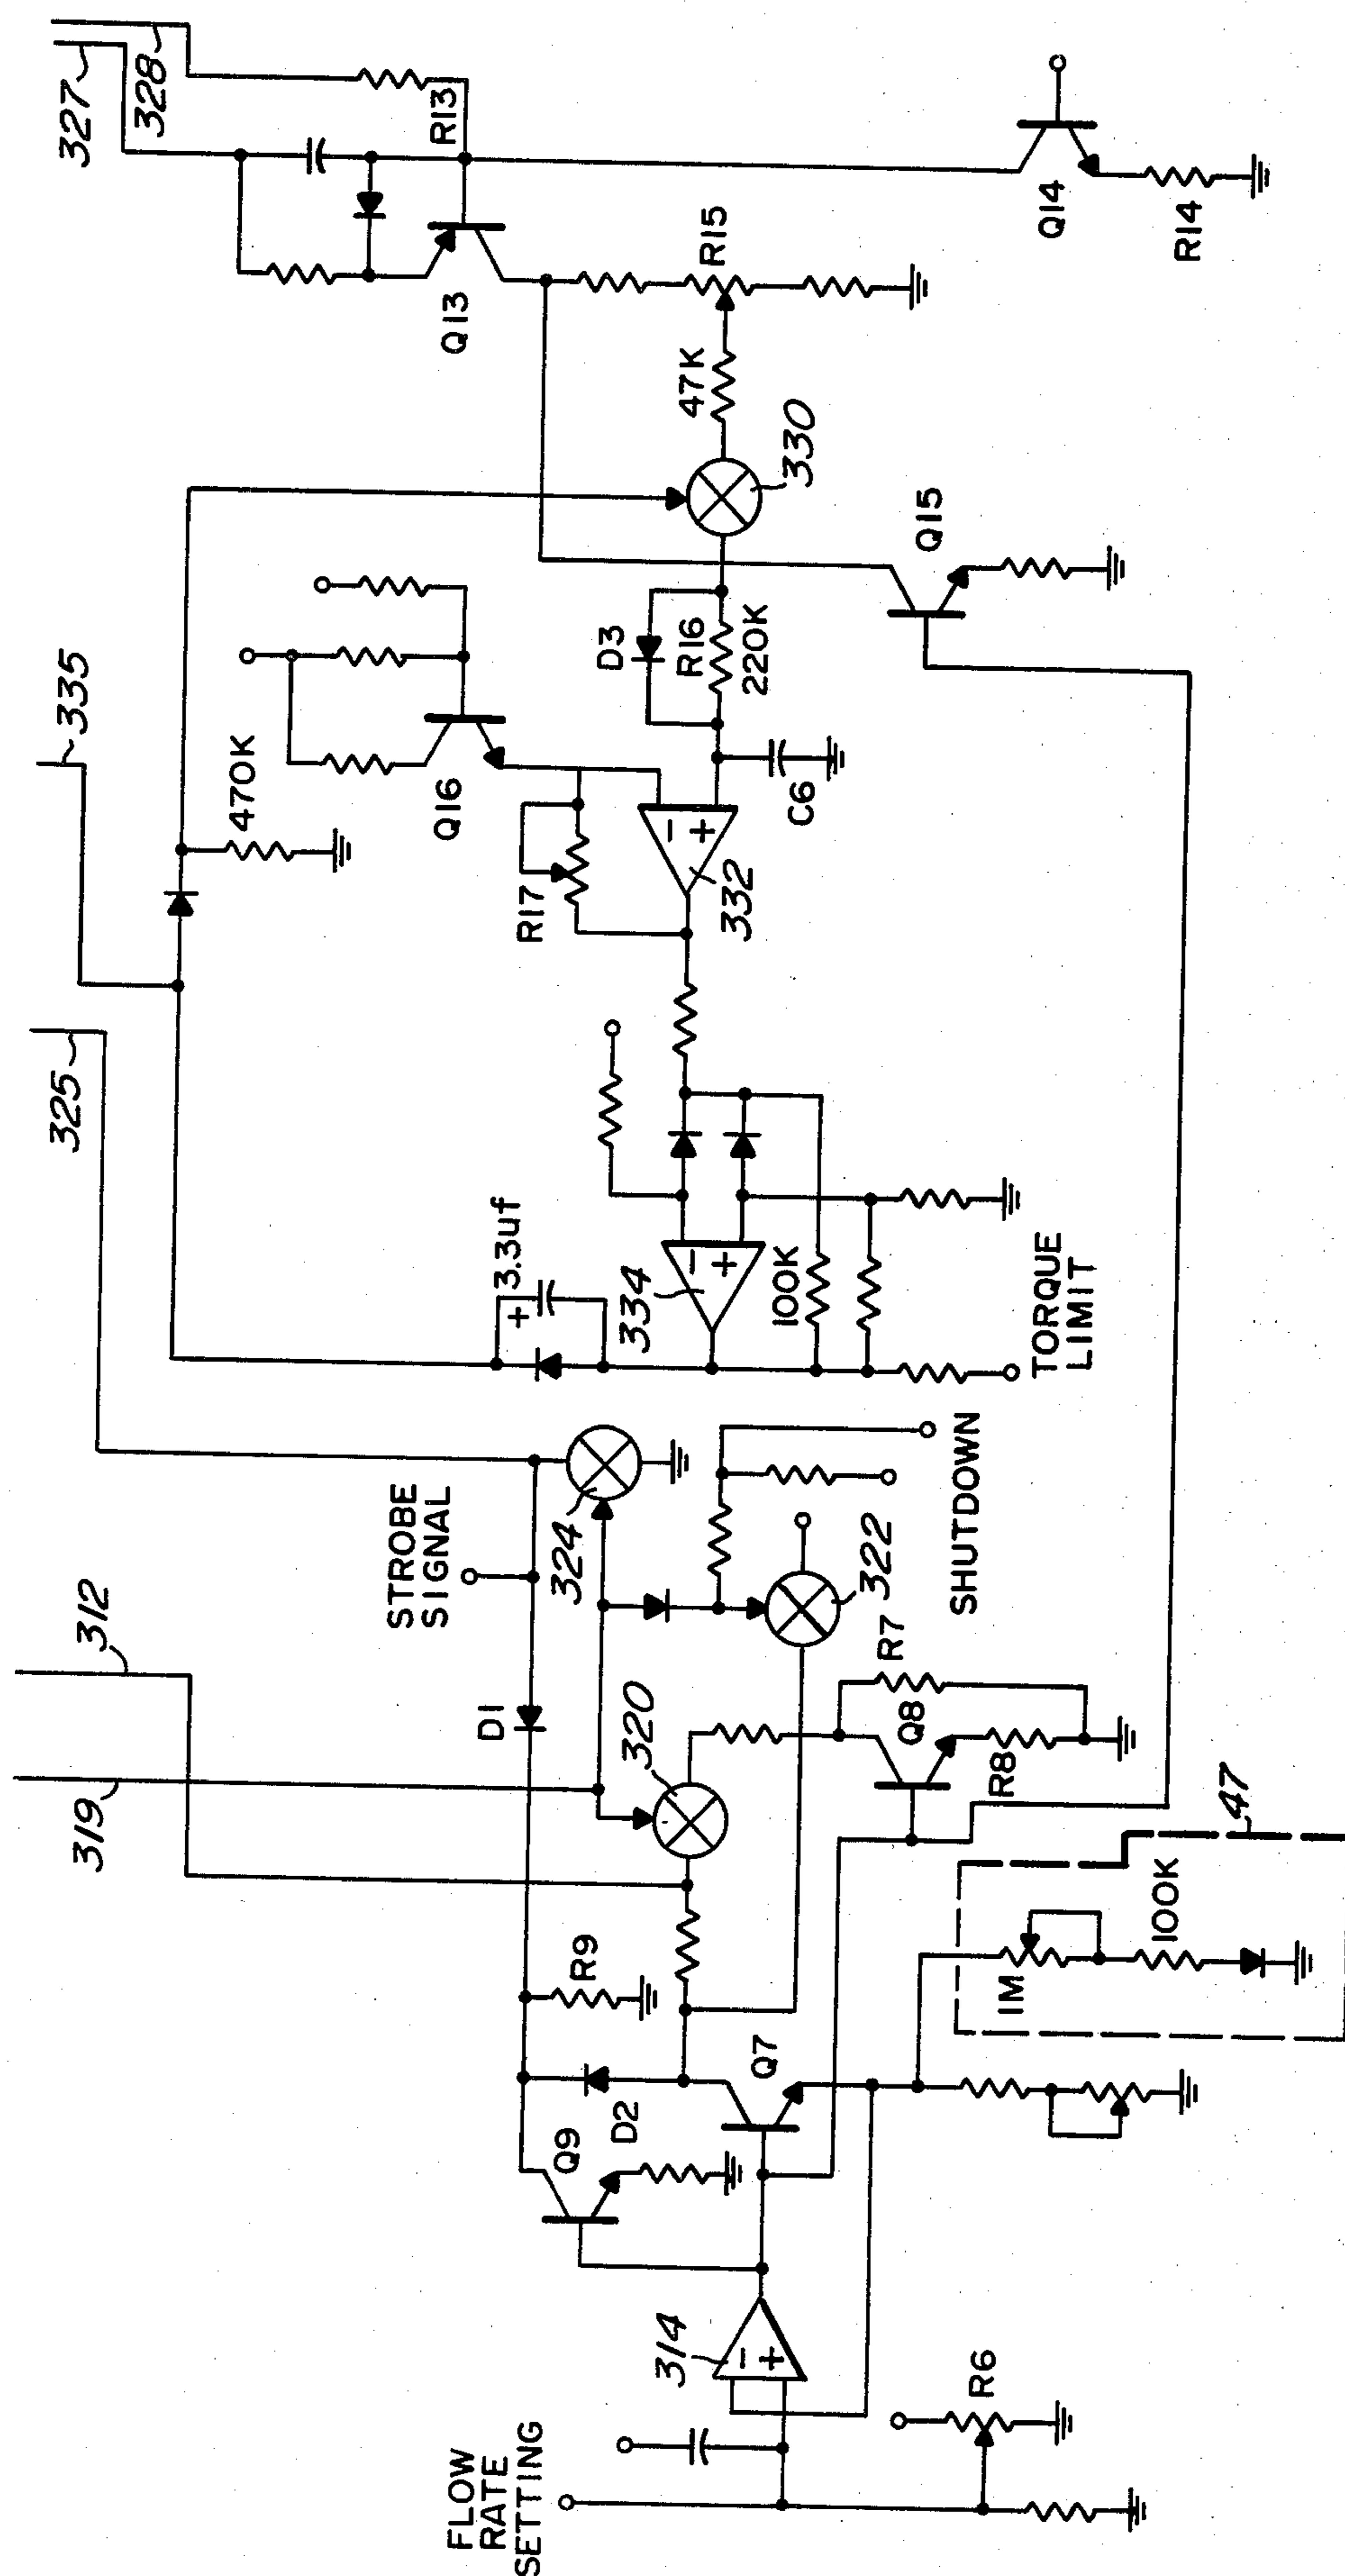 327
328
R13
Q13
R15
47K
330
Q14
R14
335
470K
Q16
D3
R16
220K
Q15
C6
R17
332
325
3.3uf
+
334
-
+
-
+
100K
TORQUE
LIMIT
STROBE
SIGNAL
324
322
SHUTDOWN
312
319
D1
320
R7
Q8
R8
47
R9
100K
1M
Q7
D2
Q9
314
-
+
R6
FLOW
RATE
SETTING